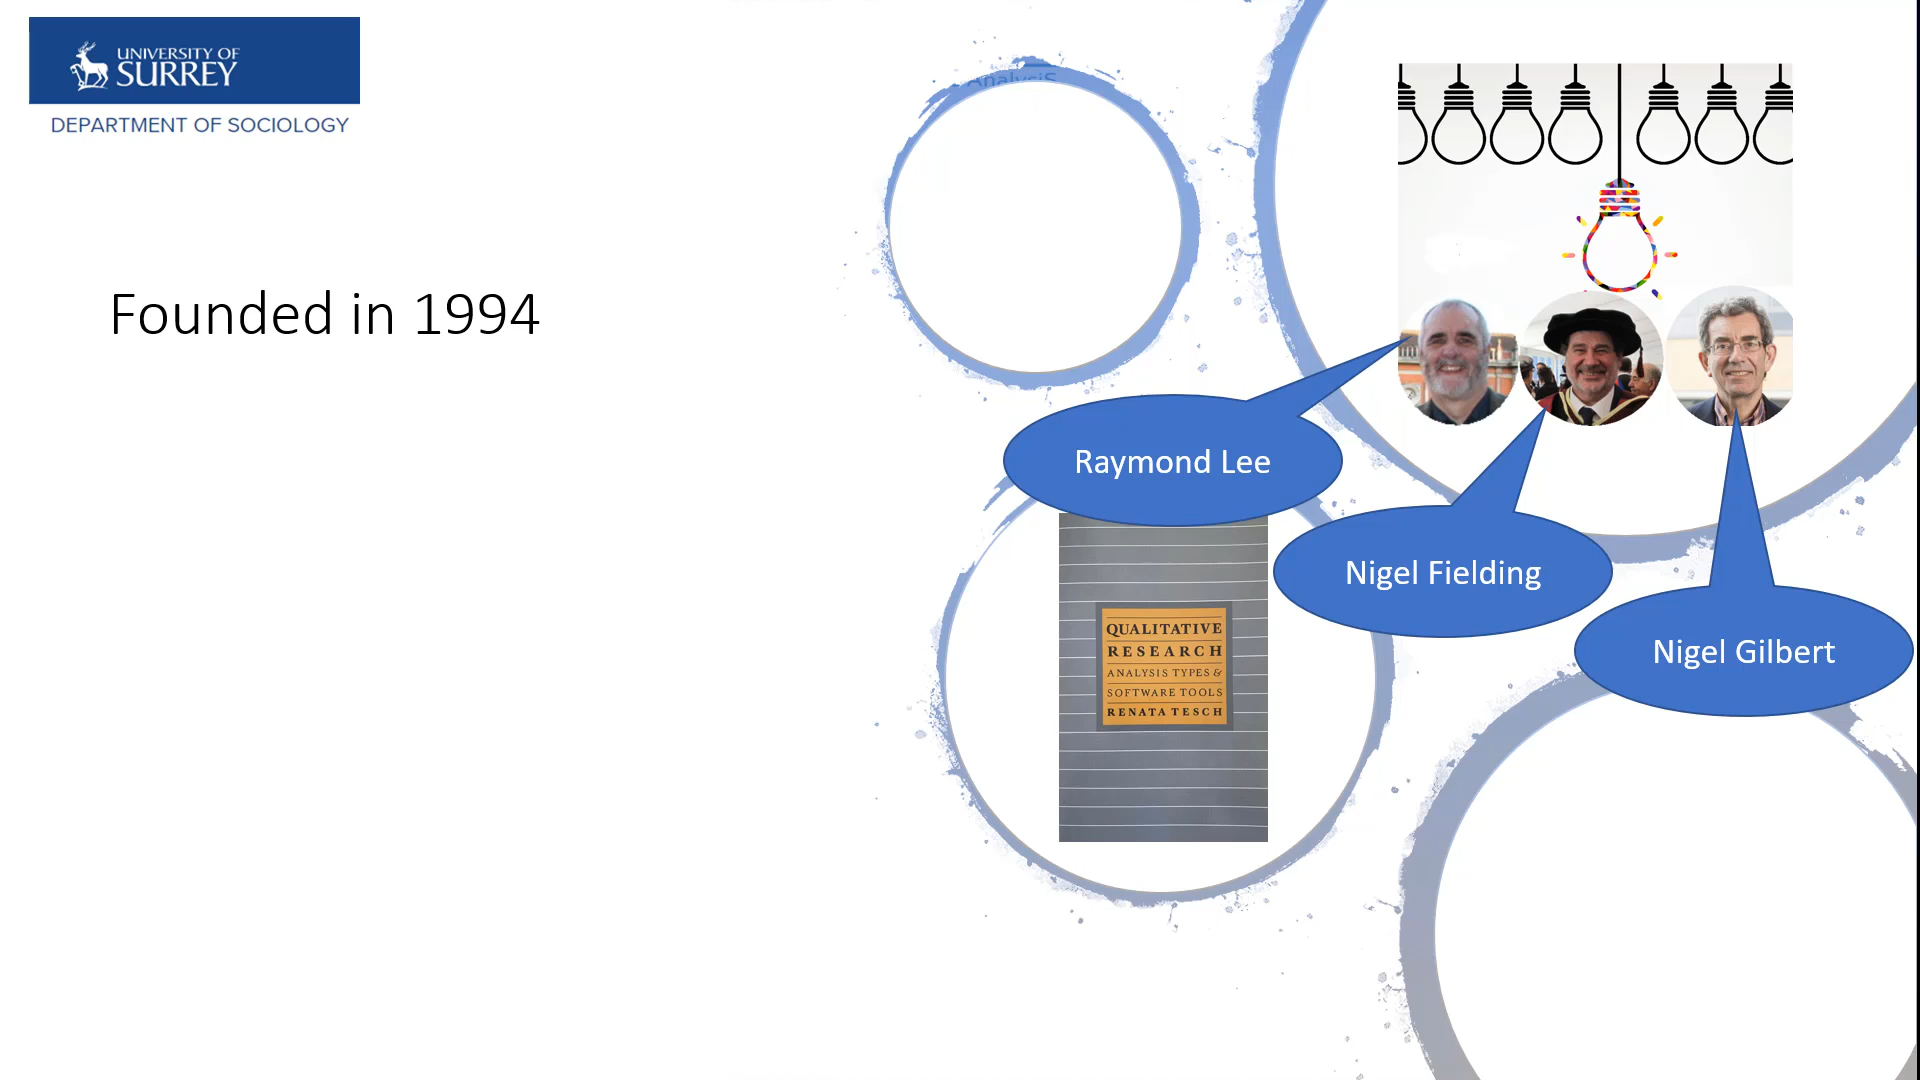 UNIVERSITY OF
SURREY
DEPARTMENT OF SOCIOLOGY
Founded in 1994
Analysis
Raymond Lee
Nigel Fielding
Nigel Gilbert
QUALITATIVE
RESEARCH
ANALYSIS TYPES &
SOFTWARE TOOLS
RENATA TESCH